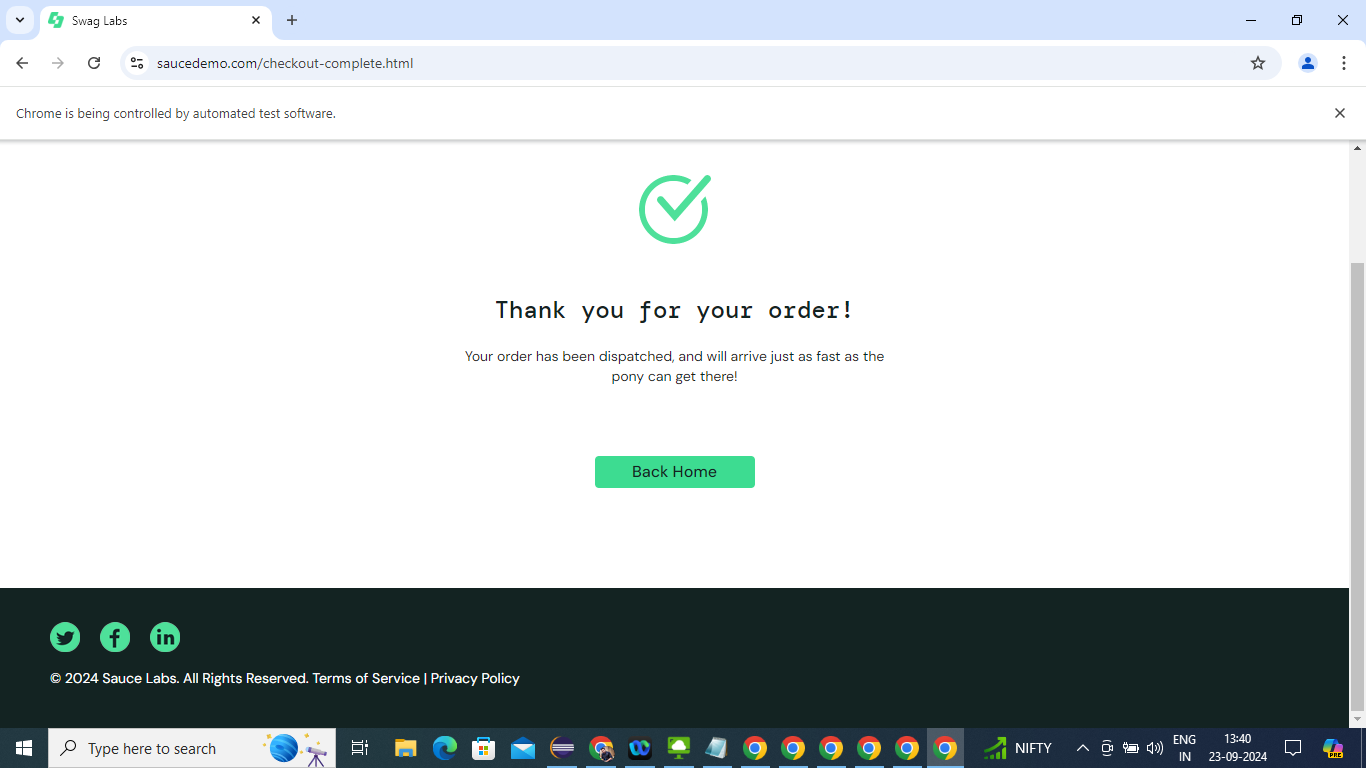 Swag Labs
saucedemo.com/checkout-complete.html
Chrome is being controlled by automated test software.
Thank you for your order!
Your order has been dispatched, and will arrive just as fast as the
pony can get there!
Back Home
© 2024 Sauce Labs. All Rights Reserved. Terms of Service | Privacy Policy
Type here to search
NIFTY
ENG
IN
13:40
23-09-2024
PRE